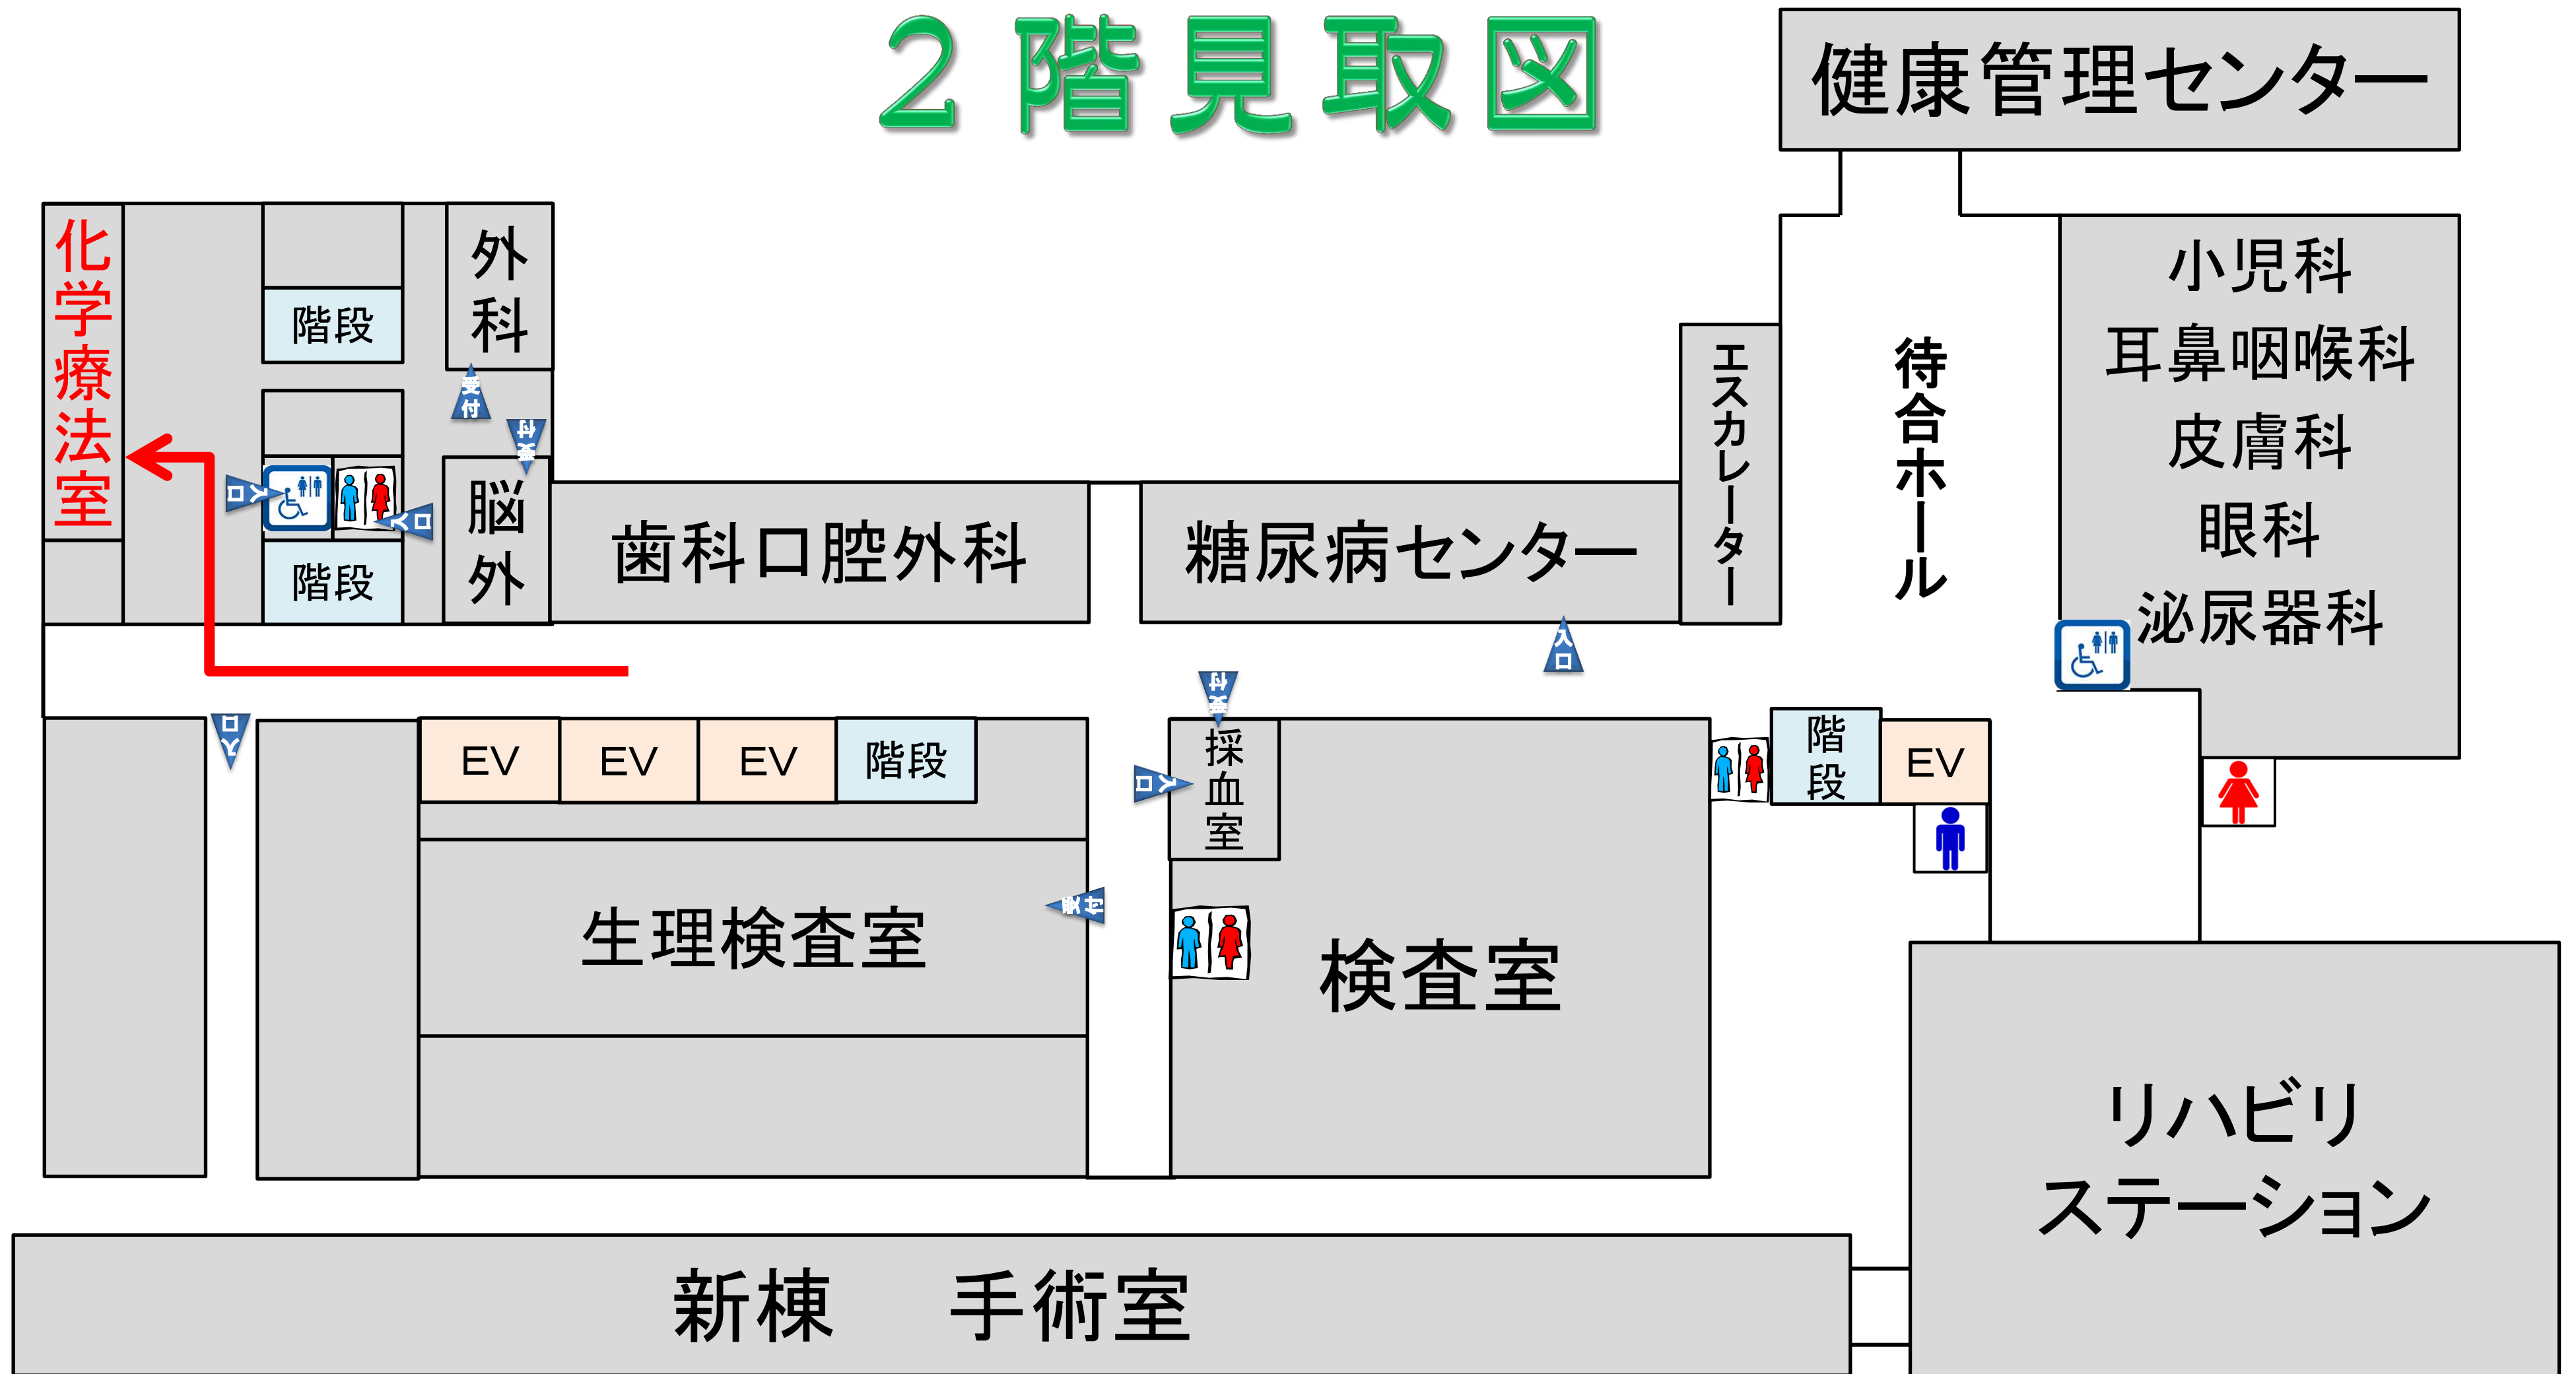 ２階見取図
健康管理センター
化学療法室
階段
外科
受付
受付
入口
入口
階段
脳外
歯科口腔外科
糖尿病センター
エスカレーター
待合ホール
小児科
耳鼻咽喉科
皮膚科
眼科
泌尿器科
入口
受付
入口
EV
EV
EV
階段
採血室
入口
階段
EV
生理検査室
受付
検査室
リハビリ
ステーション
新棟　手術室